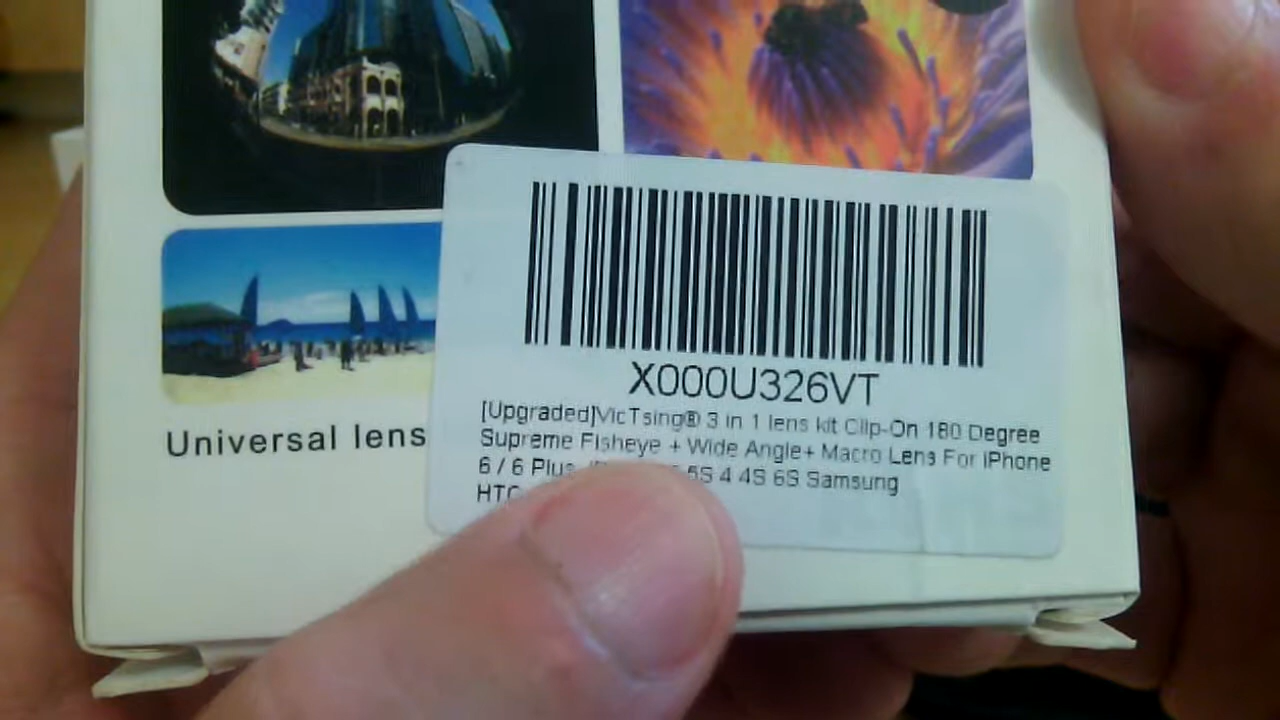 X000U326VT
[Upgraded]VicTsing® 3 in 1 lens kit Clip-On 180 Degree
Supreme Fisheye + Wide Angle+ Macro Lens For iPhone
6 / 6 Plus 5S 4 4S 6S Samsung
HTC
Universal lens